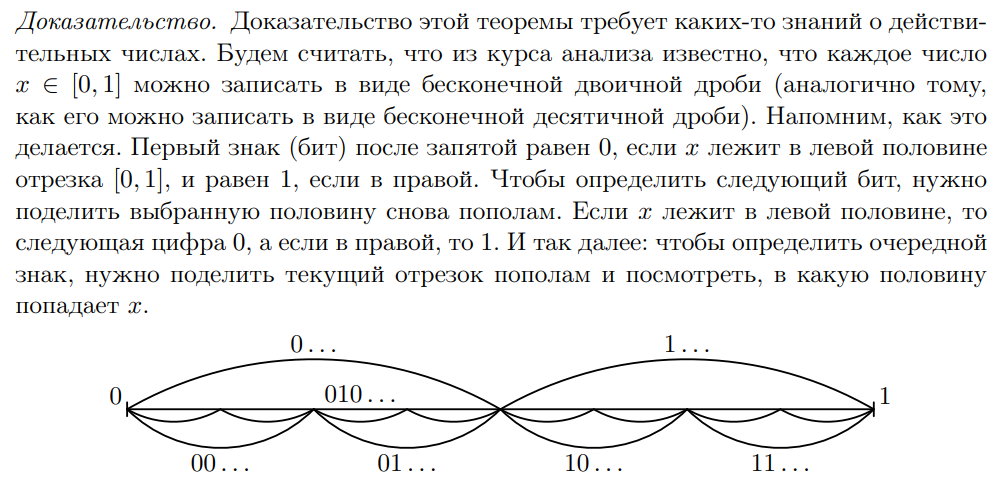 Доказательство. Доказательство этой теоремы требует каких-то знаний о действи-
тельных числах. Будем считать, что из курса анализа известно, что каждое число
x ∈ [0, 1] можно записать в виде бесконечной двоичной дроби (аналогично тому,
как его можно записать в виде бесконечной десятичной дроби). Напомним, как это
делается. Первый знак (бит) после запятой равен 0, если x лежит в левой половине
отрезка [0, 1], и равен 1, если в правой. Чтобы определить следующий бит, нужно
поделить выбранную половину снова пополам. Если x лежит в левой половине, то
следующая цифра 0, а если в правой, то 1. И так далее: чтобы определить очередной
знак, нужно поделить текущий отрезок пополам и посмотреть, в какую половину
попадает x.
0 . . . 1 . . .
0 010 . . . 1
00 . . . 01 . . . 10 . . . 11 . . .